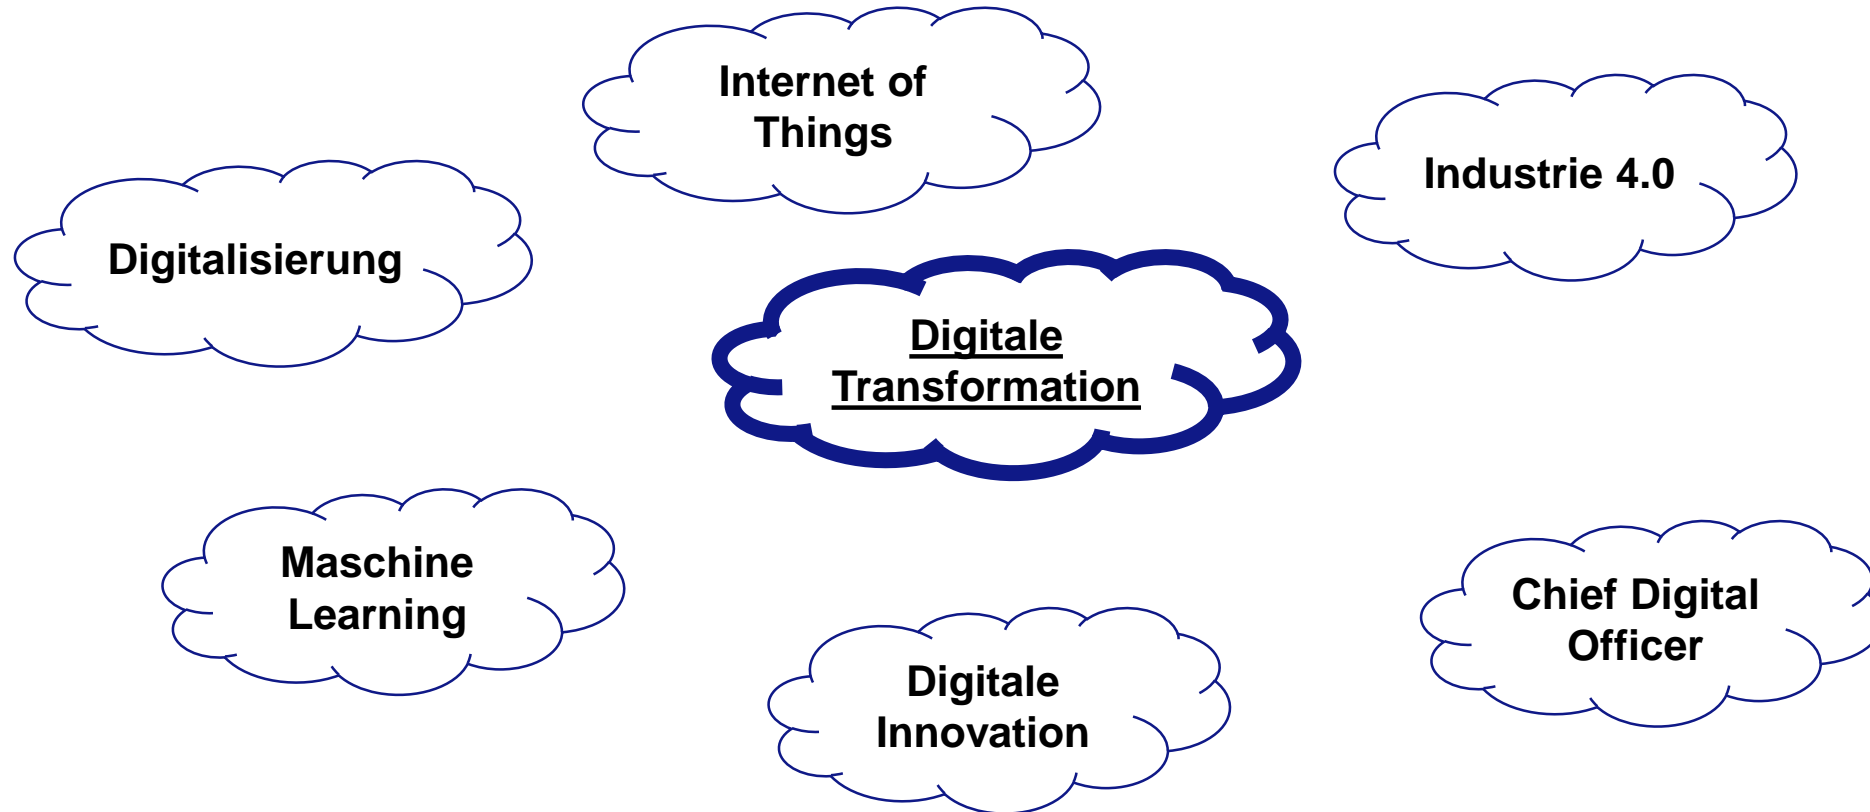 Internet of
Things
Industrie 4.0
Digitalisierung
Digitale
Transformation
Maschine
Learning
Chief Digital
Officer
Digitale
Innovation